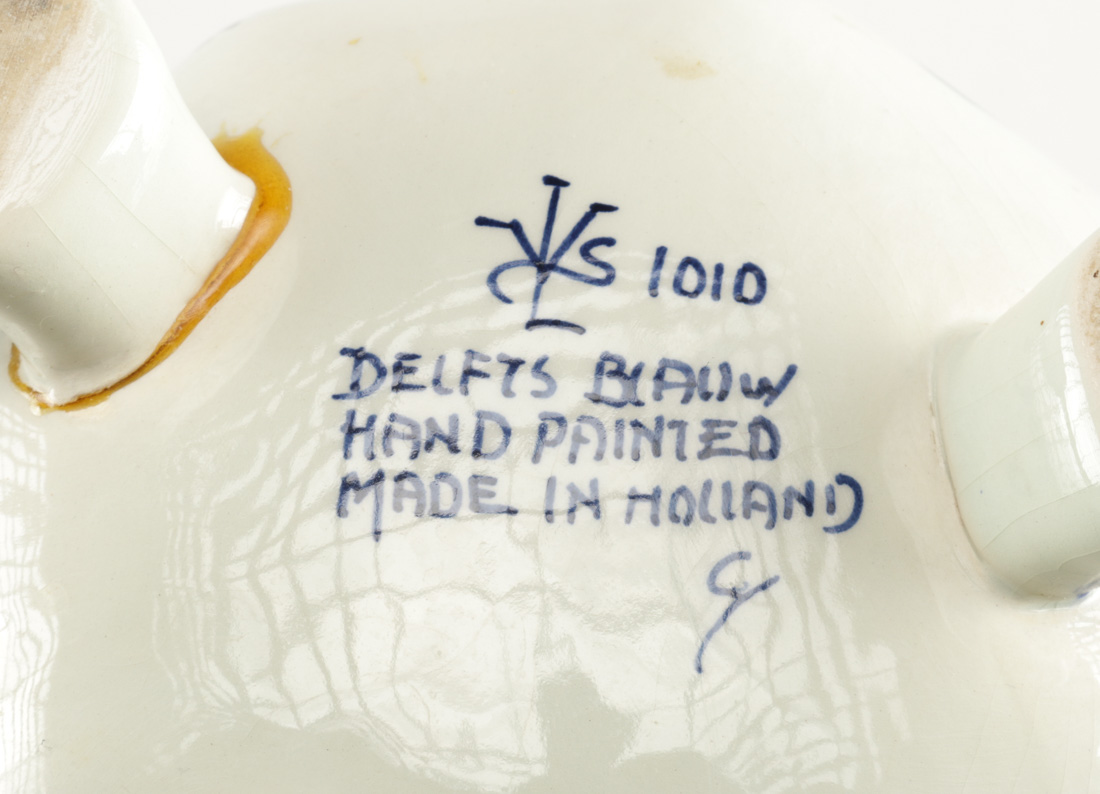 1010
DELFTS BLAUW
HAND PAINTED
MADE IN HOLLAND